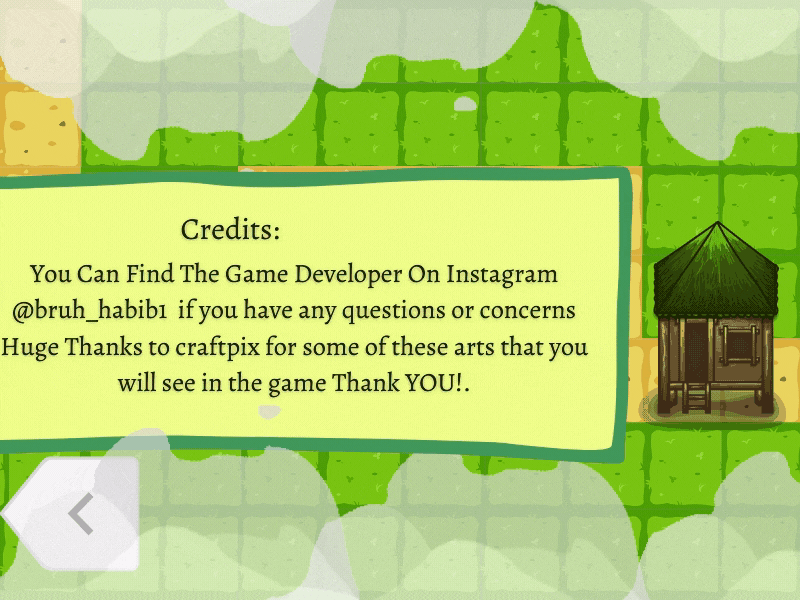 Credits:
You Can Find The Game Developer On Instagram
@bruh_habib1 if you have any questions or concerns
Huge Thanks to craftpix for some of these arts that you
will see in the game Thank YOU!.